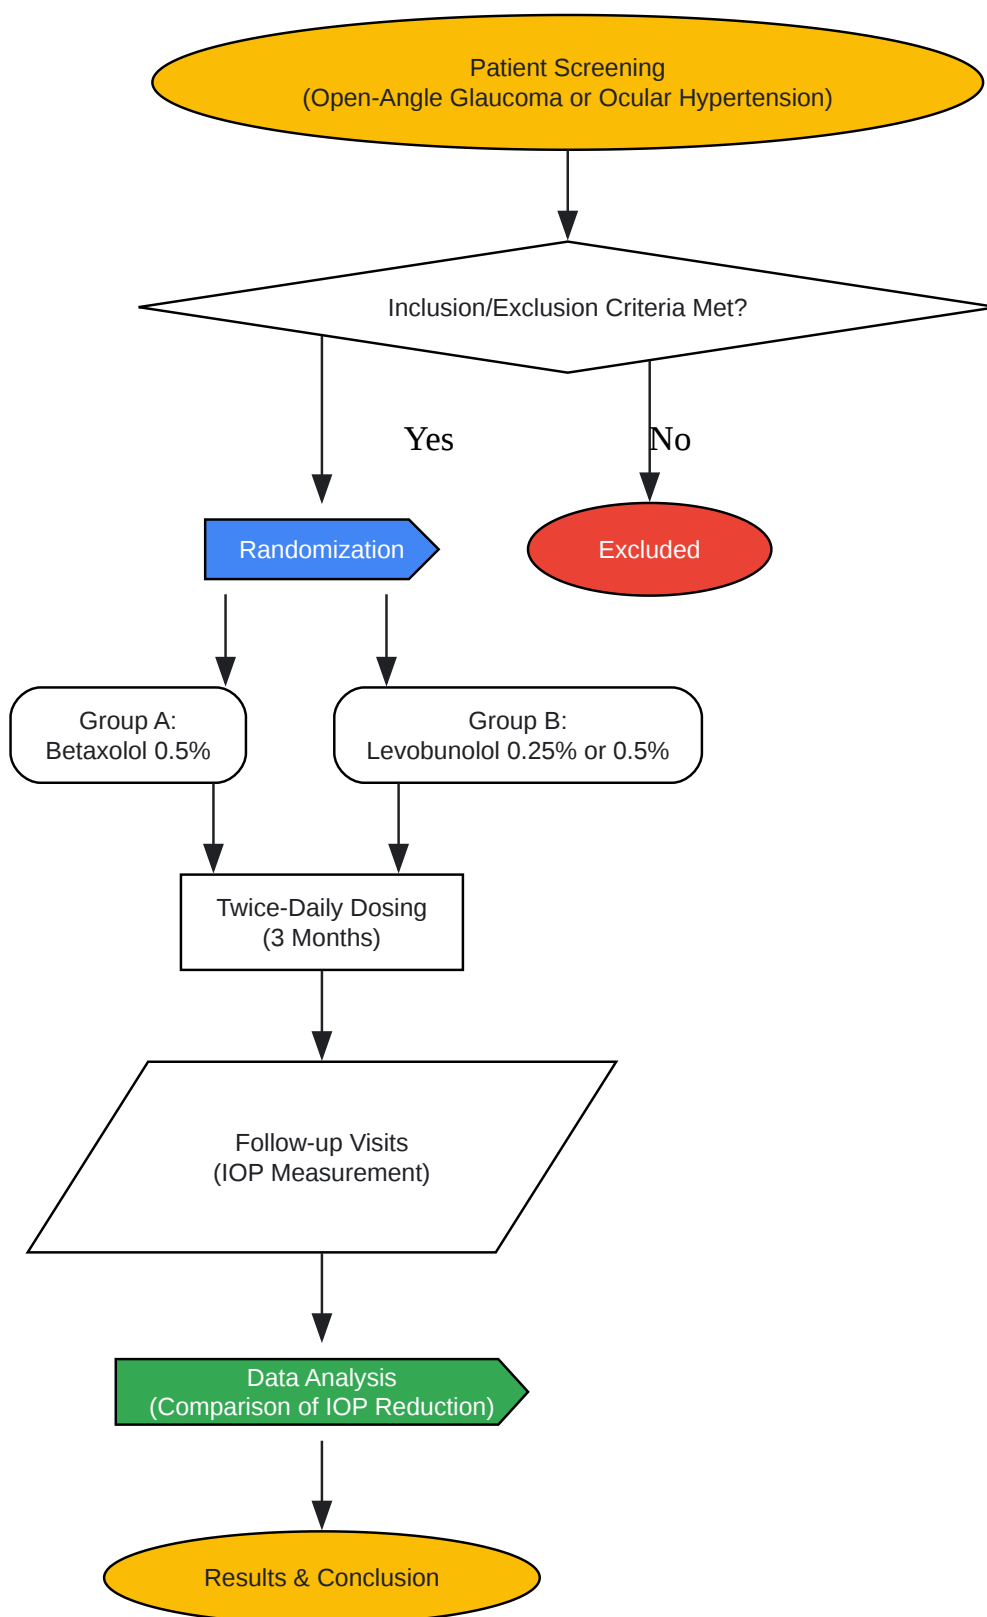 Patient Screening
(Open-Angle Glaucoma or Ocular Hypertension)
Inclusion/Exclusion Criteria Met?
Yes
No
Randomization
Excluded
Group A:
Betaxolol 0.5%
Group B:
Levobunolol 0.25% or 0.5%
Twice-Daily Dosing
(3 Months)
Follow-up Visits
(IOP Measurement)
Data Analysis
(Comparison of IOP Reduction)
Results & Conclusion